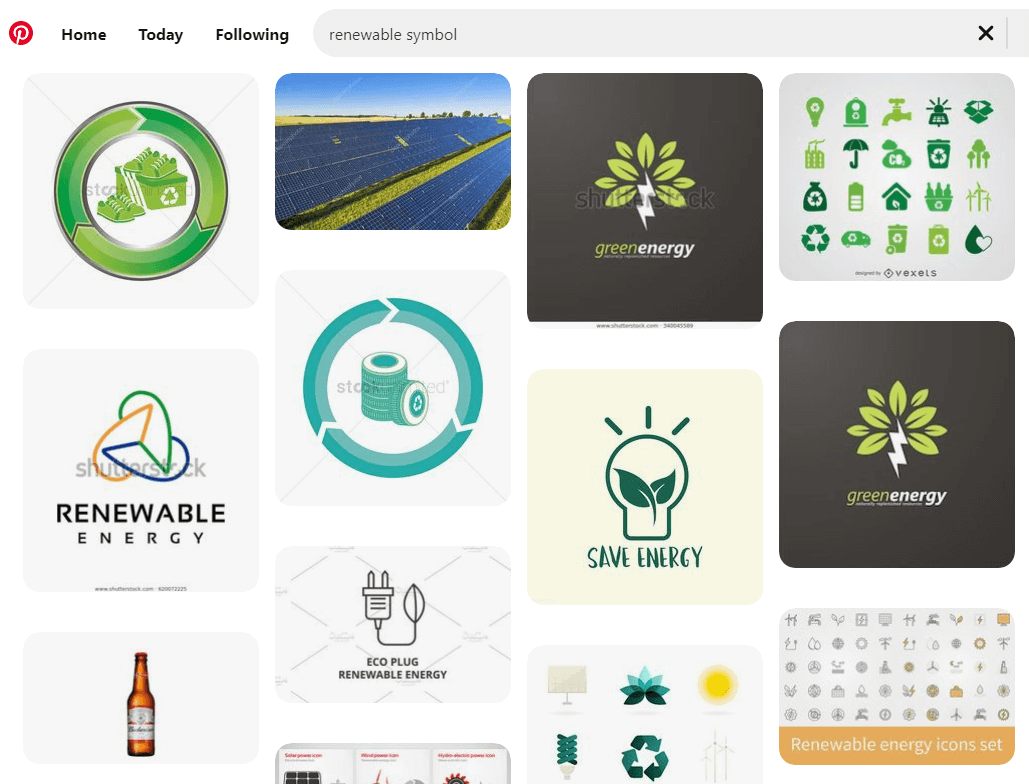 Home
Today
Following
renewable symbol
shutterstock
greenenergy
naturally replenished resources
www.shutterstock.com · 340045589
CO₂
designed by vexels
shutterstock
RENEWABLE
ENERGY
www.shutterstock.com · 620072225
SAVE ENERGY
greenenergy
naturally replenished resources
ECO PLUG
RENEWABLE ENERGY
Budweiser
Renewable energy icons set
Solar power icon
Wind power icon
Hydro-electric power icon